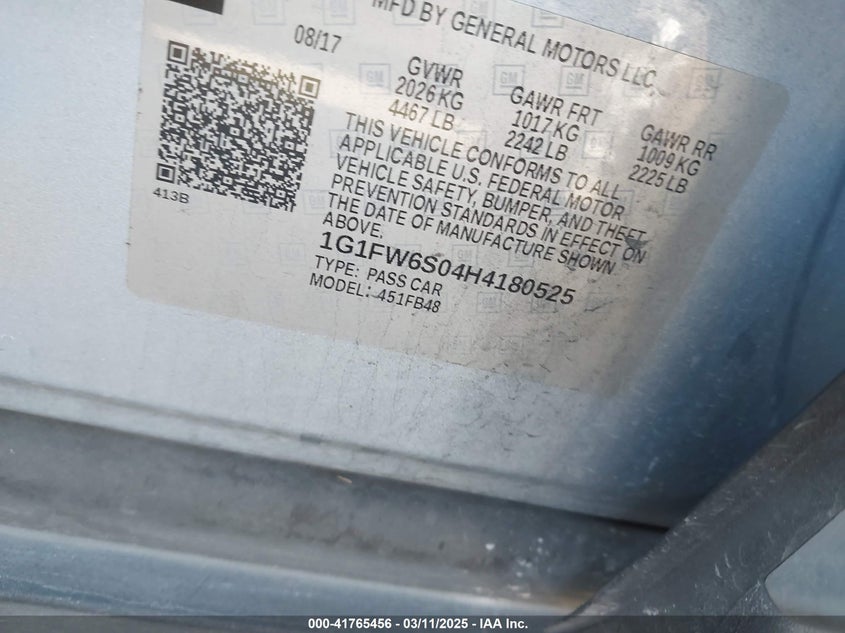 MFD BY GENERAL MOTORS LLC
08/17
GVWR
2026 KG
4467 LB
GAWR FRT
1017 KG
2242 LB
GAWR RR
1009 KG
2225 LB
THIS VEHICLE CONFORMS TO ALL
APPLICABLE U.S. FEDERAL MOTOR
VEHICLE SAFETY, BUMPER, AND THEFT
PREVENTION STANDARDS IN EFFECT ON
THE DATE OF MANUFACTURE SHOWN
ABOVE.
413B
1G1FW6S04H4180525
TYPE: PASS CAR
MODEL: 451FB48
000-41765456 - 03/11/2025 - IAA Inc.